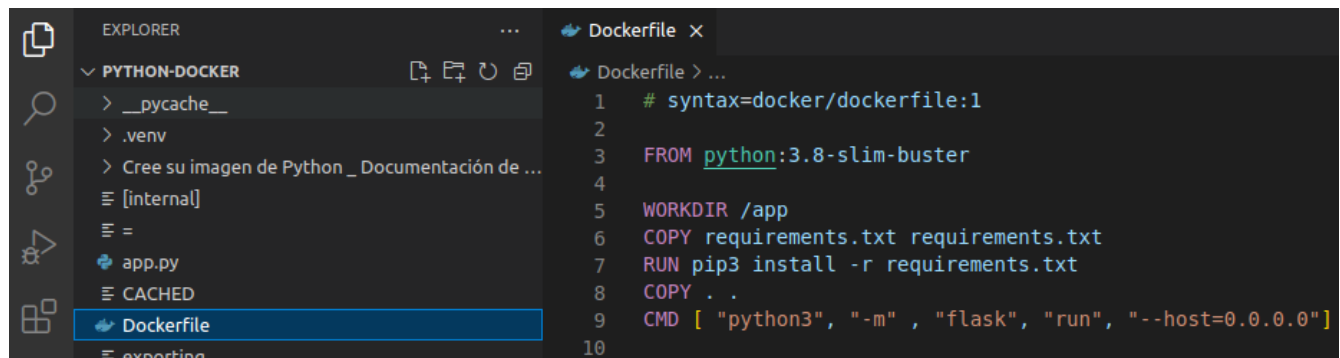 EXPLORER
PYTHON-DOCKER
__pycache__
.venv
Cree su imagen de Python _ Documentación de ...
[internal]
=
app.py
CACHED
Dockerfile
exporting
Dockerfile
Dockerfile > ...
1 # syntax=docker/dockerfile:1
2
3 FROM python:3.8-slim-buster
4
5 WORKDIR /app
6 COPY requirements.txt requirements.txt
7 RUN pip3 install -r requirements.txt
8 COPY . .
9 CMD [ "python3", "-m" , "flask", "run", "--host=0.0.0.0"]
10